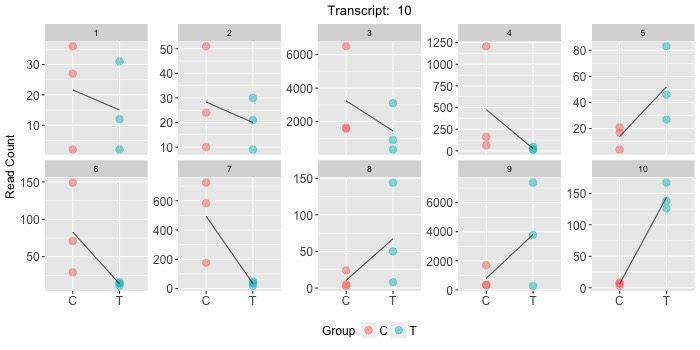 Transcript: 10
1 2 3 4 5
30 20 10
50 40 30 20 10
6000 4000 2000
1250 1000 750 500 250 0
80 60 40 20
Read Count
6 7 8 9 10
150 100 50
600 400 200 0
150 100 50 0
6000 4000 2000 0
150 100 50 0
C T C T C T C T C T
Group C T